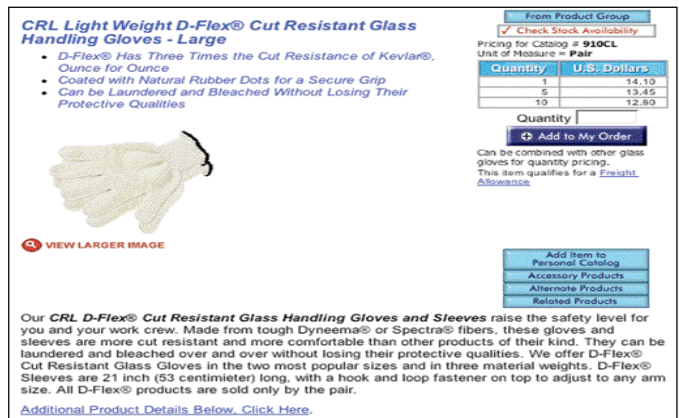 CRL Light Weight D-Flex® Cut Resistant Glass
Handling Gloves - Large
• D-Flex® Has Three Times the Cut Resistance of Kevlar®,
Ounce for Ounce
• Coated with Natural Rubber Dots for a Secure Grip
• Can be Laundered and Bleached Without Losing Their
Protective Qualities
VIEW LARGER IMAGE
From Product Group
Check Stock Availability
Pricing for Catalog # 910CL
Unit of Measure = Pair
Quantity U.S. Dollars
1 14.10
5 13.45
10 12.80
Quantity
Add to My Order
Can be combined with other glass
gloves for quantity pricing.
This item qualifies for a Freight
Allowance
Add Item to
Personal Catalog
Accessory Products
Alternate Products
Related Products
Our CRL D-Flex® Cut Resistant Glass Handling Gloves and Sleeves raise the safety level for
you and your work crew. Made from tough Dyneema® or Spectra® fibers, these gloves and
sleeves are more cut resistant and more comfortable than other products of their kind. They can be
laundered and bleached over and over without losing their protective qualities. We offer D-Flex®
Cut Resistant Glass Gloves in the two most popular sizes and in three material weights. D-Flex®
Sleeves are 21 inch (53 centimieter) long, with a hook and loop fastener on top to adjust to any arm
size. All D-Flex® products are sold only by the pair.
Additional Product Details Below, Click Here.